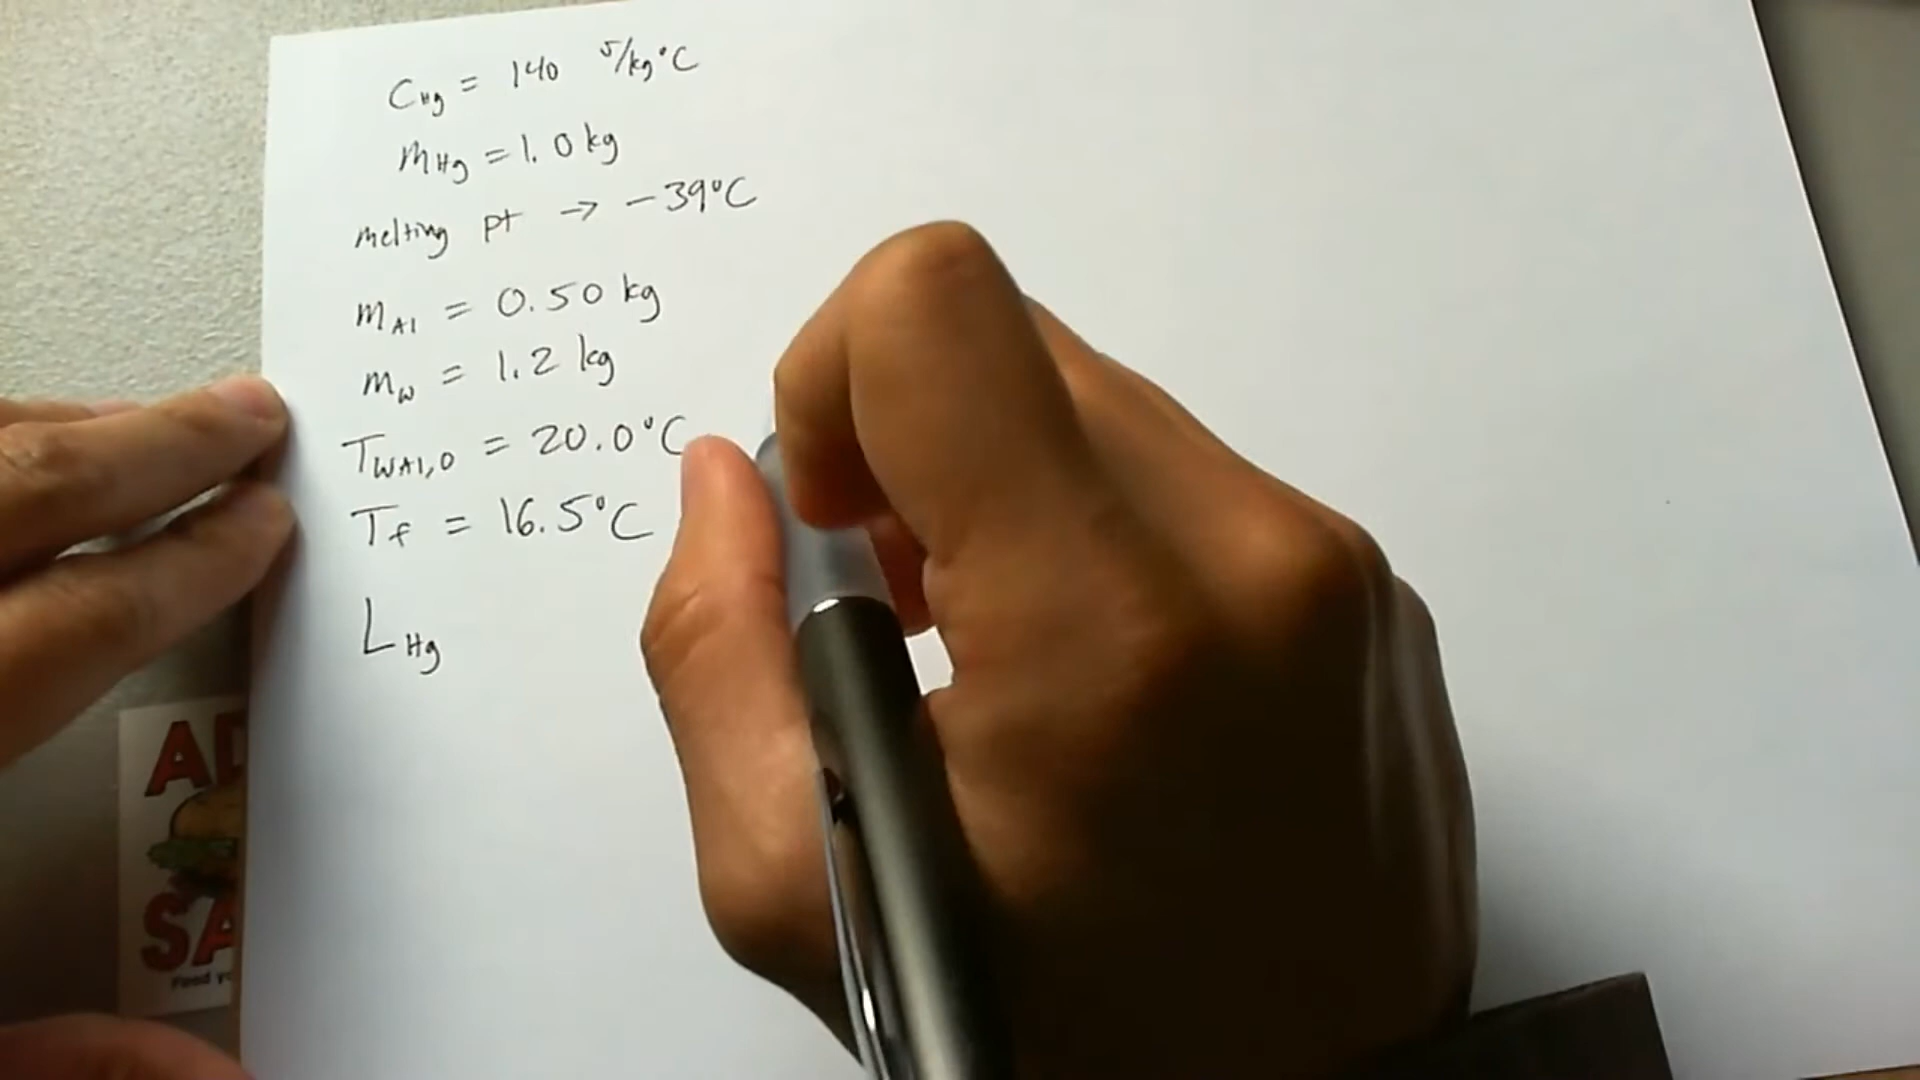 C_Hg = 140 J/kg°C
m_Hg = 1.0 kg
melting pt → -39°C
m_Al = 0.50 kg
m_w = 1.2 kg
T_WAl,0 = 20.0°C
T_f = 16.5°C
L_Hg
SA